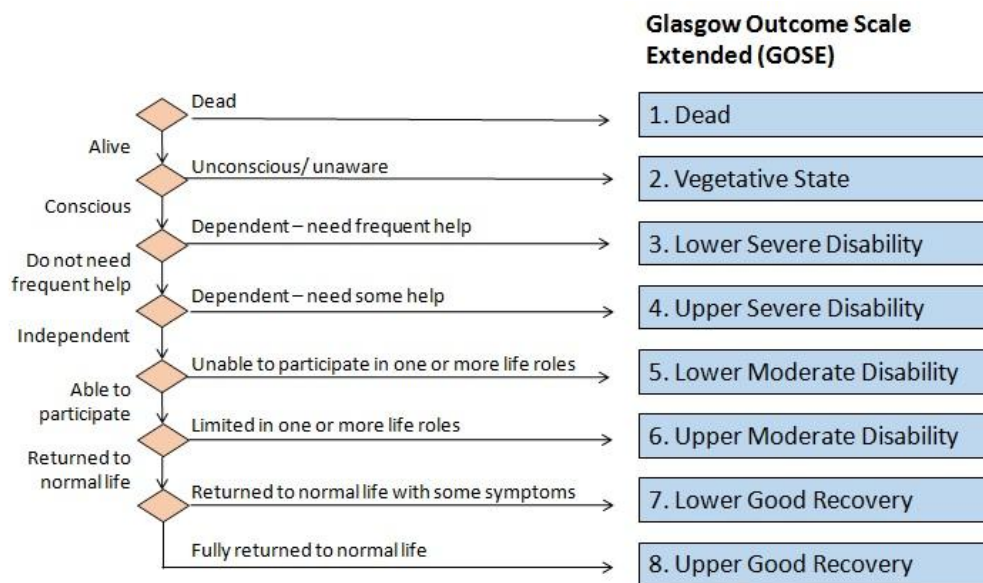 Glasgow Outcome Scale
Extended (GOSE)
Dead
1. Dead
Alive
Unconscious/ unaware
2. Vegetative State
Conscious
Dependent – need frequent help
3. Lower Severe Disability
Do not need
frequent help
Dependent – need some help
4. Upper Severe Disability
Independent
Unable to participate in one or more life roles
5. Lower Moderate Disability
Able to
participate
Limited in one or more life roles
6. Upper Moderate Disability
Returned to
normal life
Returned to normal life with some symptoms
7. Lower Good Recovery
Fully returned to normal life
8. Upper Good Recovery